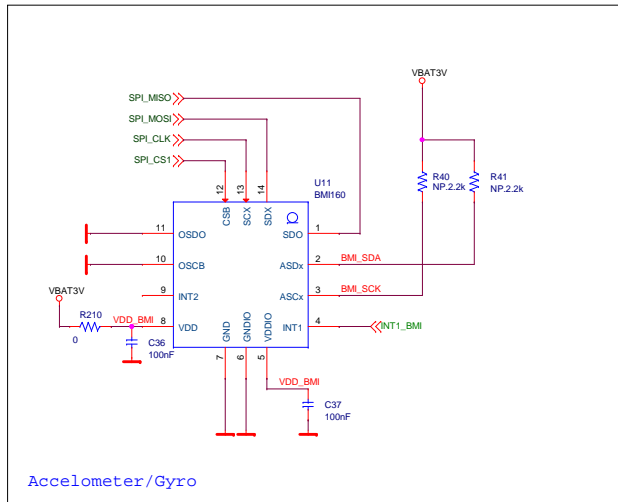 VBAT3V
SPI_MISO
SPI_MOSI
SPI_CLK
SPI_CS1
R40
NP.2.2k
R41
NP.2.2k
U11
BMI160
12
13
14
CSB
SCX
SDX
11
OSDO
SDO
1
10
OSCB
ASDx
2
BMI_SDA
9
INT2
ASCx
3
BMI_SCK
VBAT3V
R210
0
VDD_BMI
8
VDD
INT1
4
INT1_BMI
C36
100nF
GND
GNDIO
VDDIO
7
6
5
VDD_BMI
C37
100nF
Accelometer/Gyro